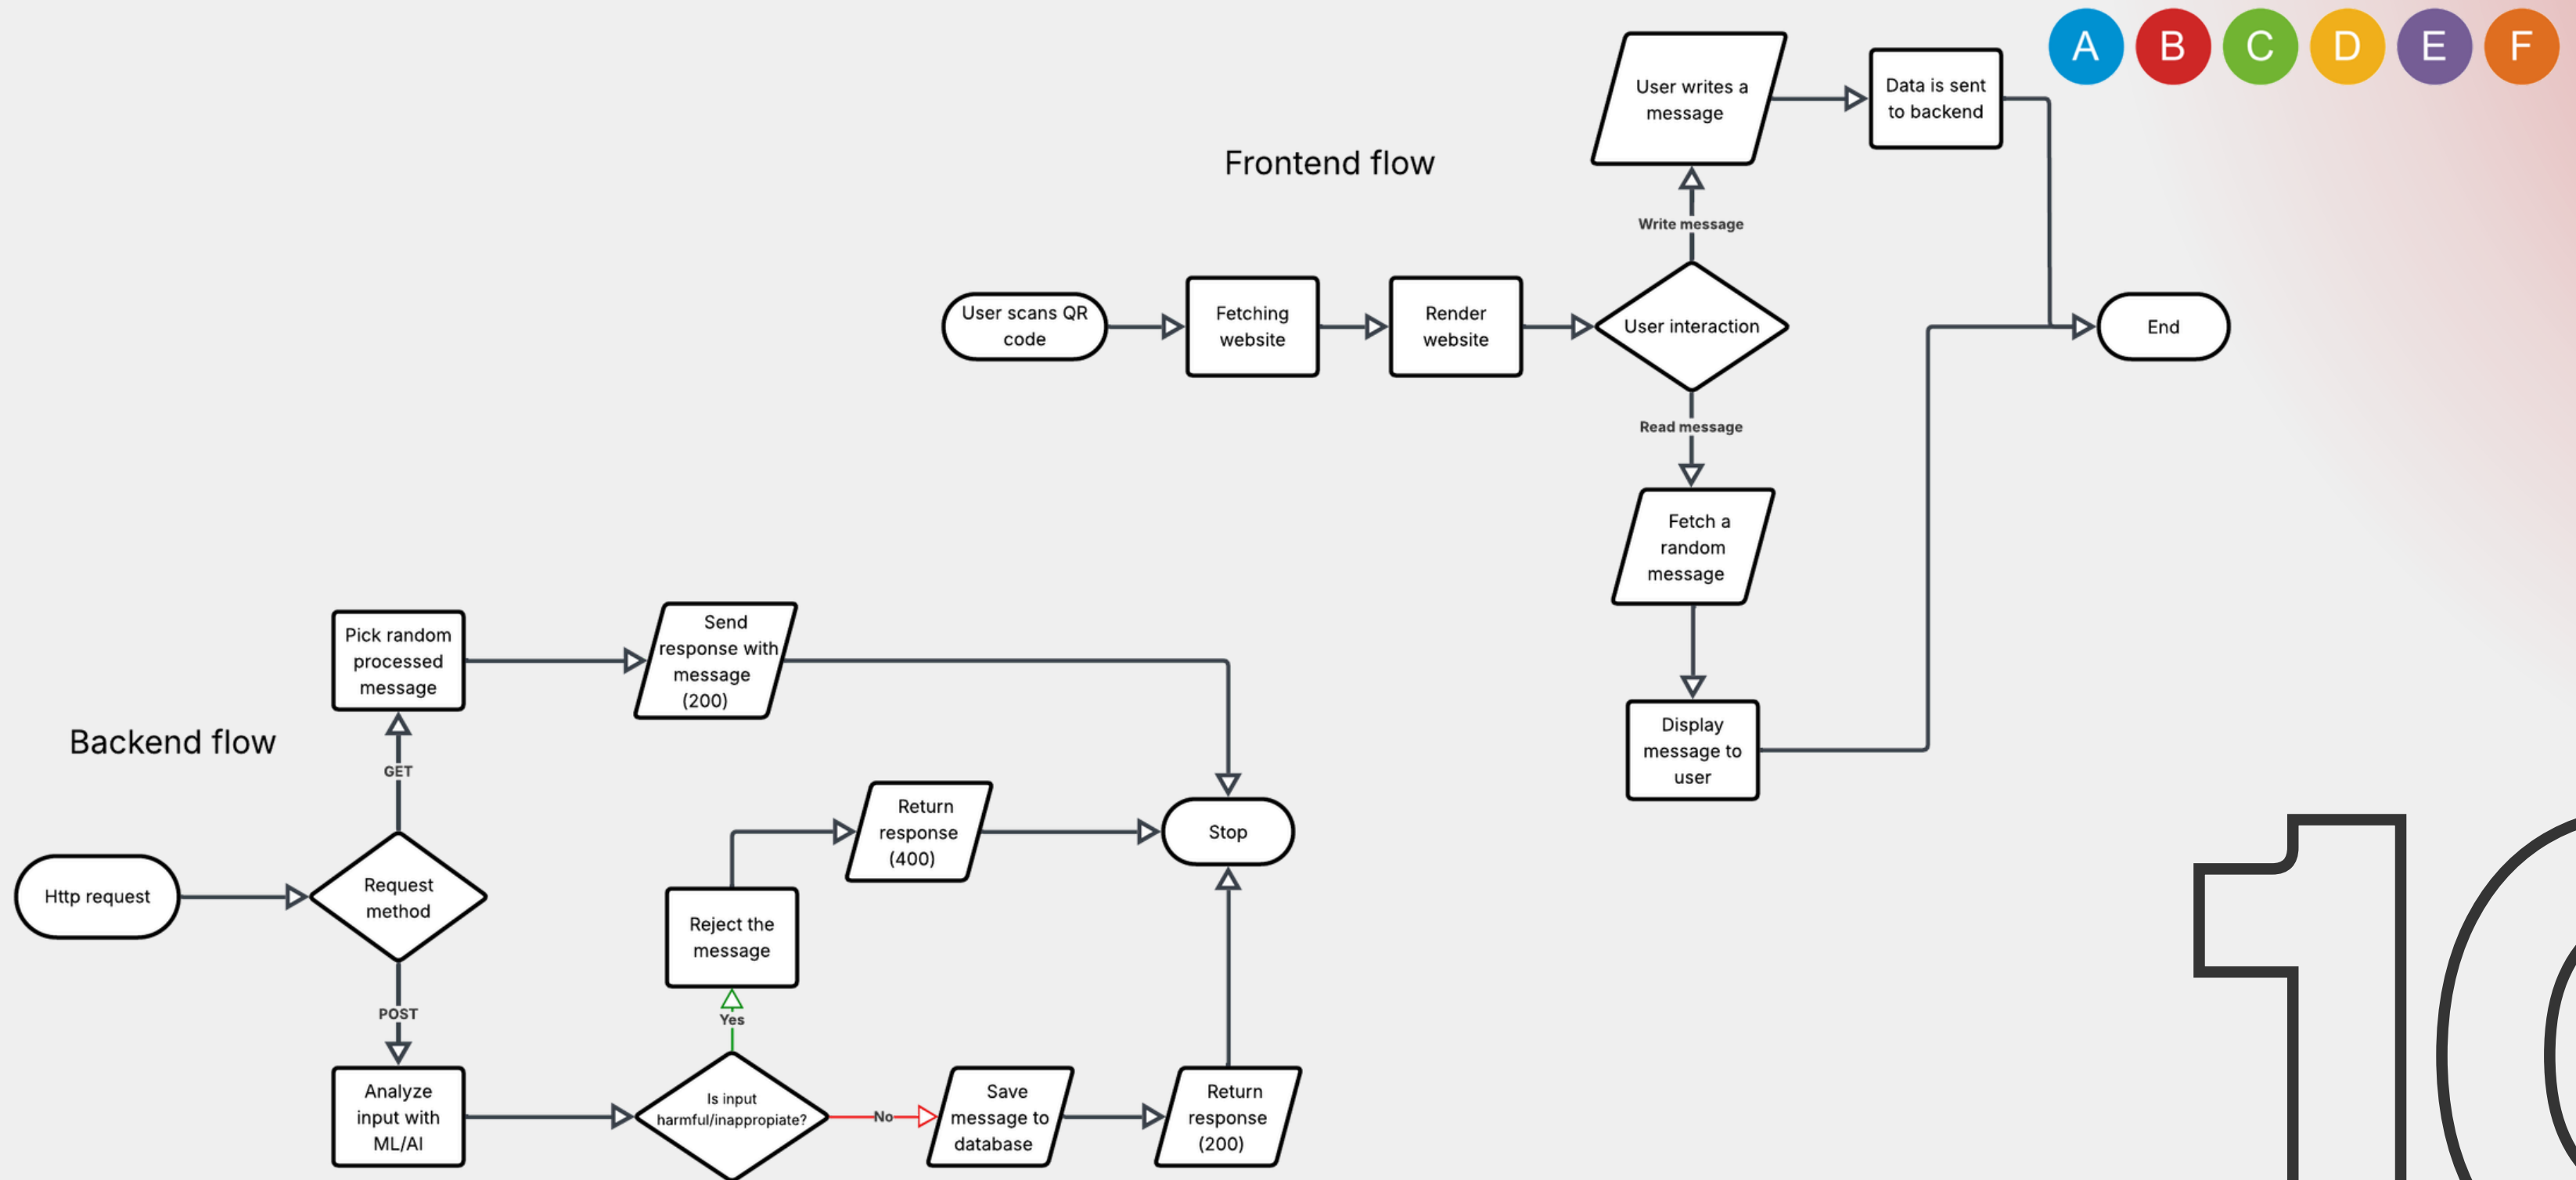 A B C D E F
Frontend flow
User scans QR
code
Fetching
website
Render
website
User interaction
Write message
User writes a
message
Data is sent
to backend
Read message
Fetch a
random
message
Display
message to
user
End
Backend flow
Http request
Request
method
GET
Pick random
processed
message
Send
response with
message
(200)
POST
Analyze
input with
ML/AI
Is input
harmful/inappropiate?
Yes
Reject the
message
Return
response
(400)
No
Save
message to
database
Return
response
(200)
Stop